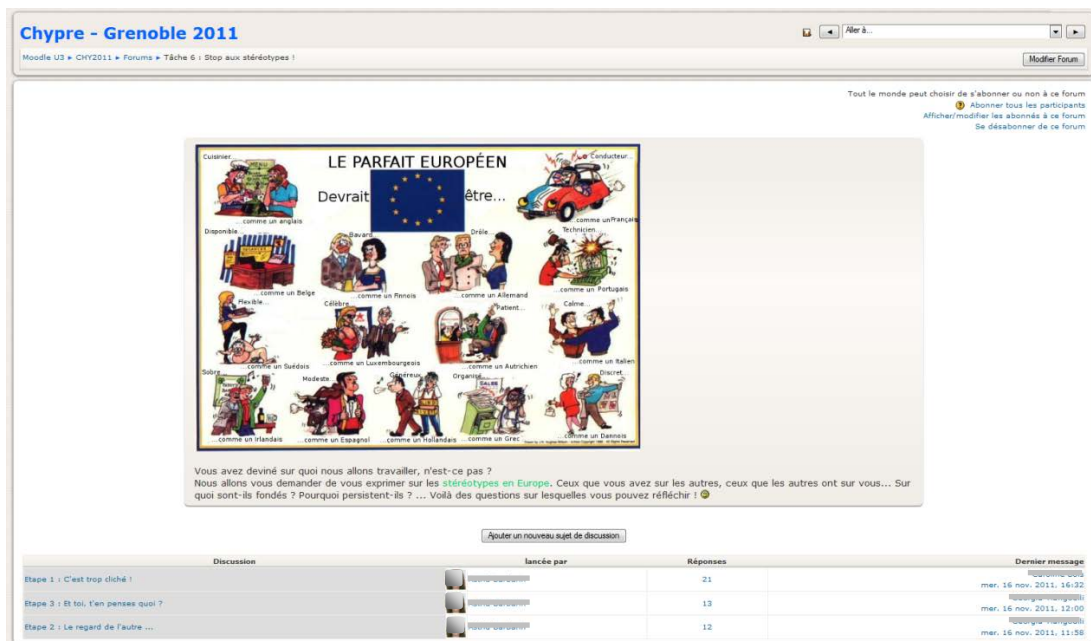 Chypre - Grenoble 2011
Aller à...
Moodle U3 ► CHY2011 ► Forums ► Tâche 6 : Stop aux stéréotypes !
Modifier Forum
Tout le monde peut choisir de s'abonner ou non à ce forum
Abonner tous les participants
Afficher/modifier les abonnés à ce forum
Se désabonner de ce forum
LE PARFAIT EUROPÉEN
Devrait être...
Cuisinier...
...comme un anglais
Conducteur...
...comme un Français
Disponible...
...comme un Belge
Bavard...
...comme un Finnois
Drôle...
...comme un Allemand
Technicien...
...comme un Portugais
Flexible...
...comme un Suédois
Célèbre...
...comme un Luxembourgeois
Patient...
...comme un Autrichien
Calme...
...comme un Italien
Sobre...
...comme un Irlandais
Modeste...
...comme un Espagnol
Généreux...
...comme un Hollandais
Organisé...
...comme un Grec
Discret...
...comme un Dannois
Vous avez deviné sur quoi nous allons travailler, n'est-ce pas ?
Nous allons vous demander de vous exprimer sur les stéréotypes en Europe. Ceux que vous avez sur les autres, ceux que les autres ont sur vous... Sur
quoi sont-ils fondés ? Pourquoi persistent-ils ? ... Voilà des questions sur lesquelles vous pouvez réfléchir !
Ajouter un nouveau sujet de discussion
Discussion lancée par Réponses Dernier message
Etape 1 : C'est trop cliché ! 21 mer. 16 nov. 2011, 16:32
Etape 3 : Et toi, t'en penses quoi ? 13 mer. 16 nov. 2011, 12:00
Etape 2 : Le regard de l'autre ... 12 mer. 16 nov. 2011, 11:58